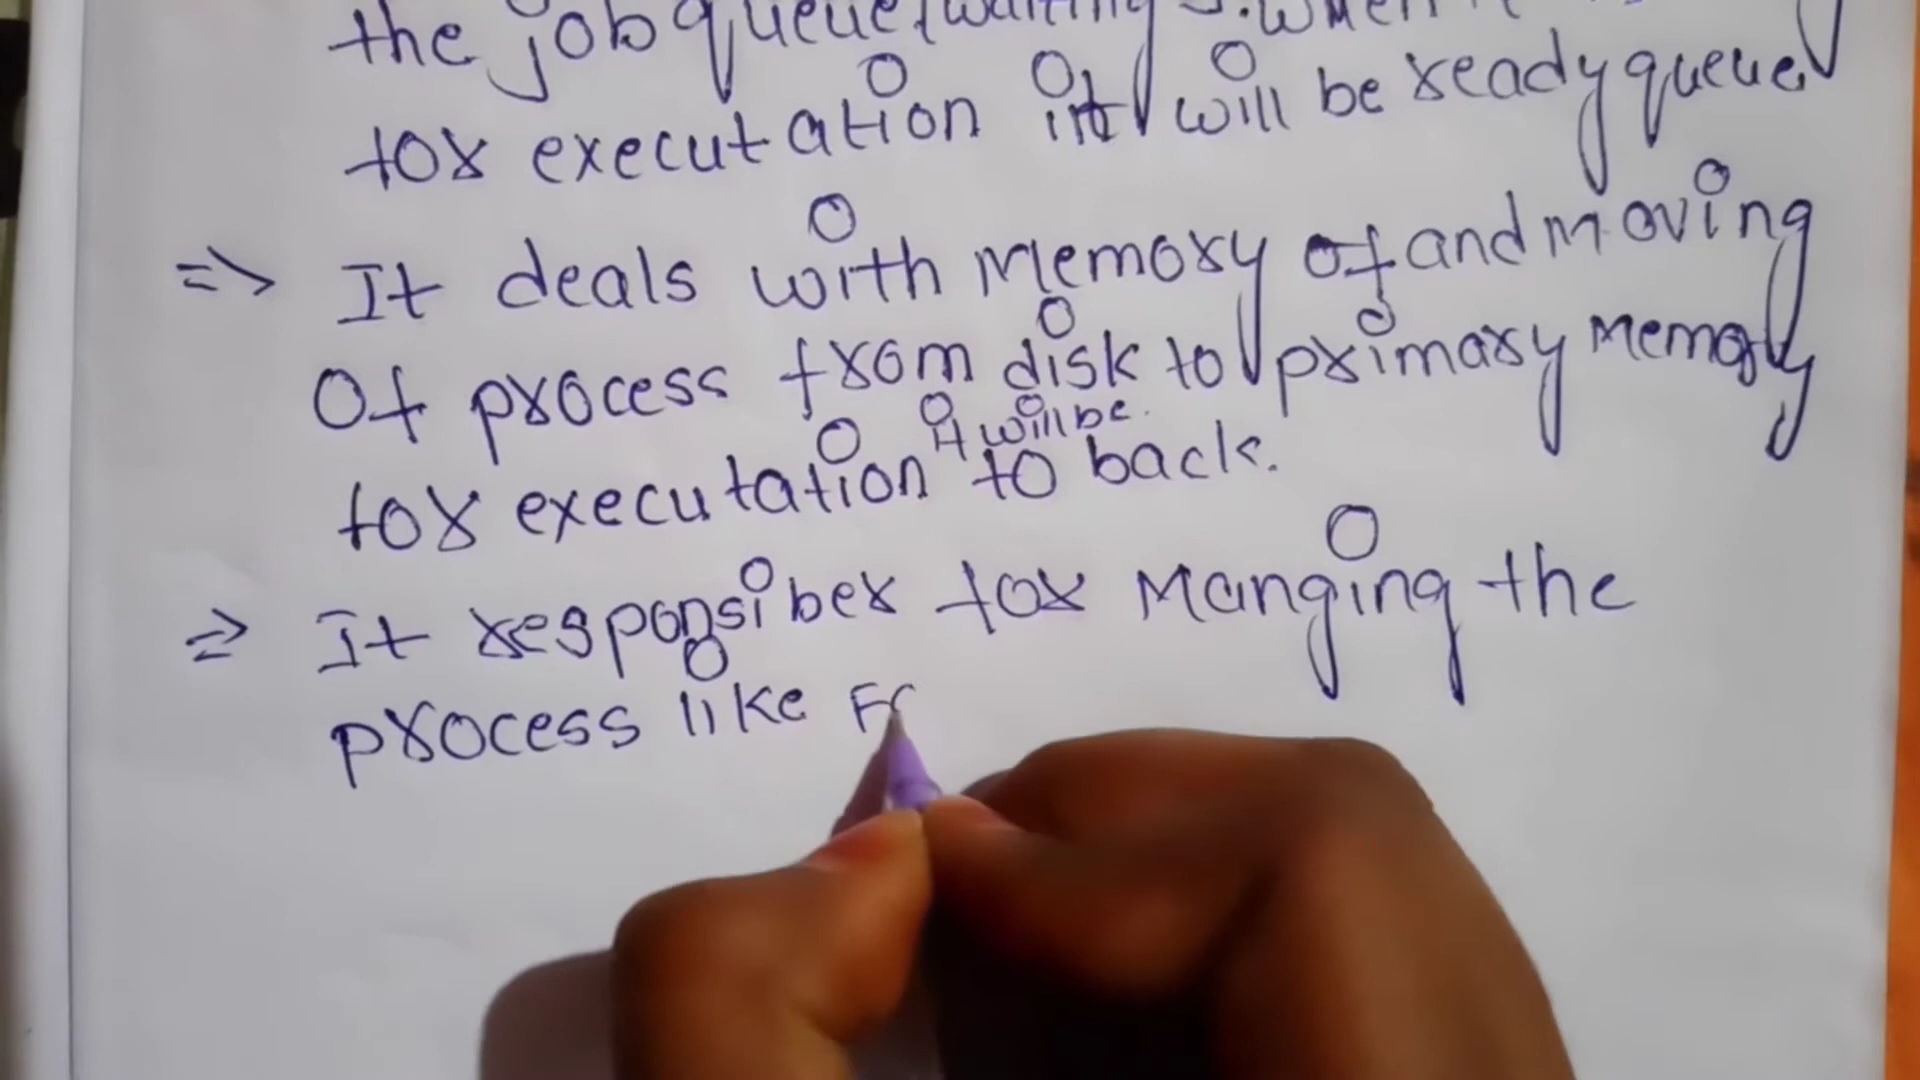 the job queue (waiting). when it
for executation it will be ready queue
=> It deals with Memory of and moving
Of process from disk to primary Memory
it will be
for executation to back.
=> It responsiber for Manging the
process like FC